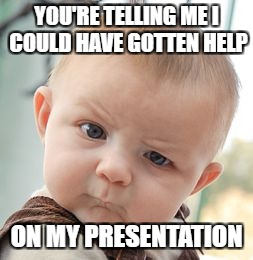 YOU'RE TELLING ME I
COULD HAVE GOTTEN HELP
ON MY PRESENTATION